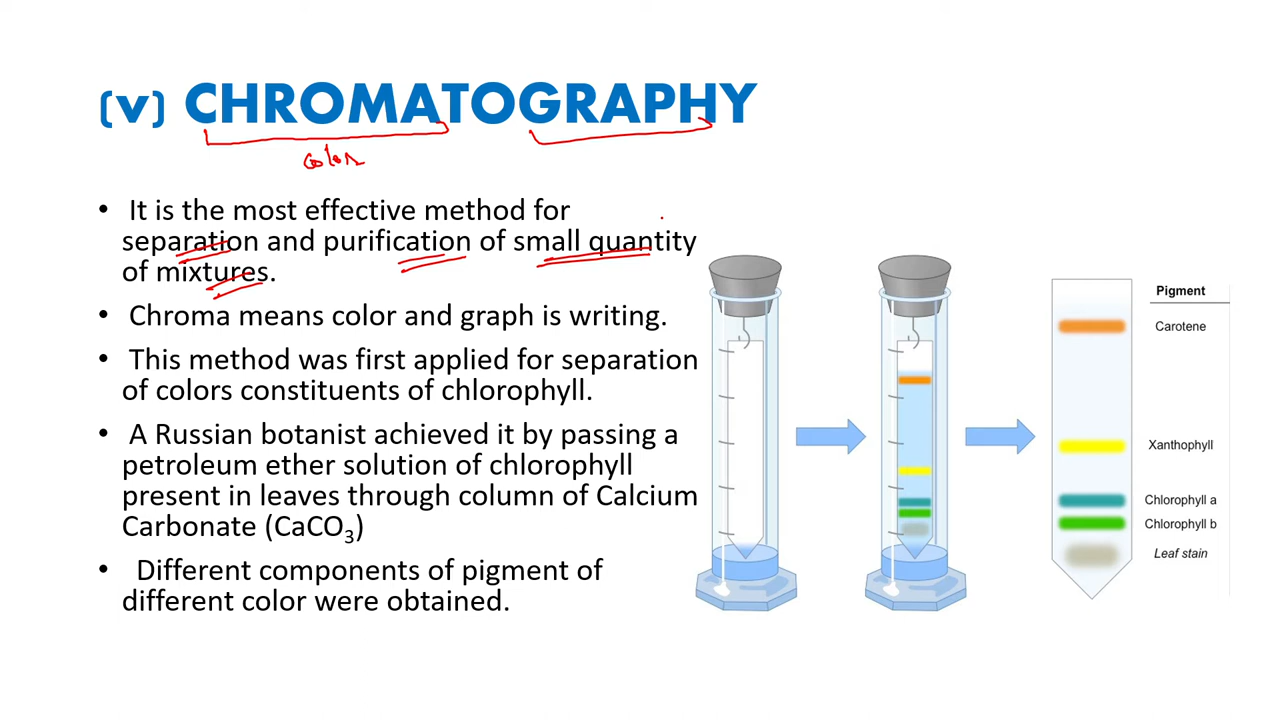 (v) CHROMATOGRAPHY
color
• It is the most effective method for
separation and purification of small quantity
of mixtures.
• Chroma means color and graph is writing.
• This method was first applied for separation
of colors constituents of chlorophyll.
• A Russian botanist achieved it by passing a
petroleum ether solution of chlorophyll
present in leaves through column of Calcium
Carbonate (CaCO₃)
• Different components of pigment of
different color were obtained.
Pigment
Carotene
Xanthophyll
Chlorophyll a
Chlorophyll b
Leaf stain